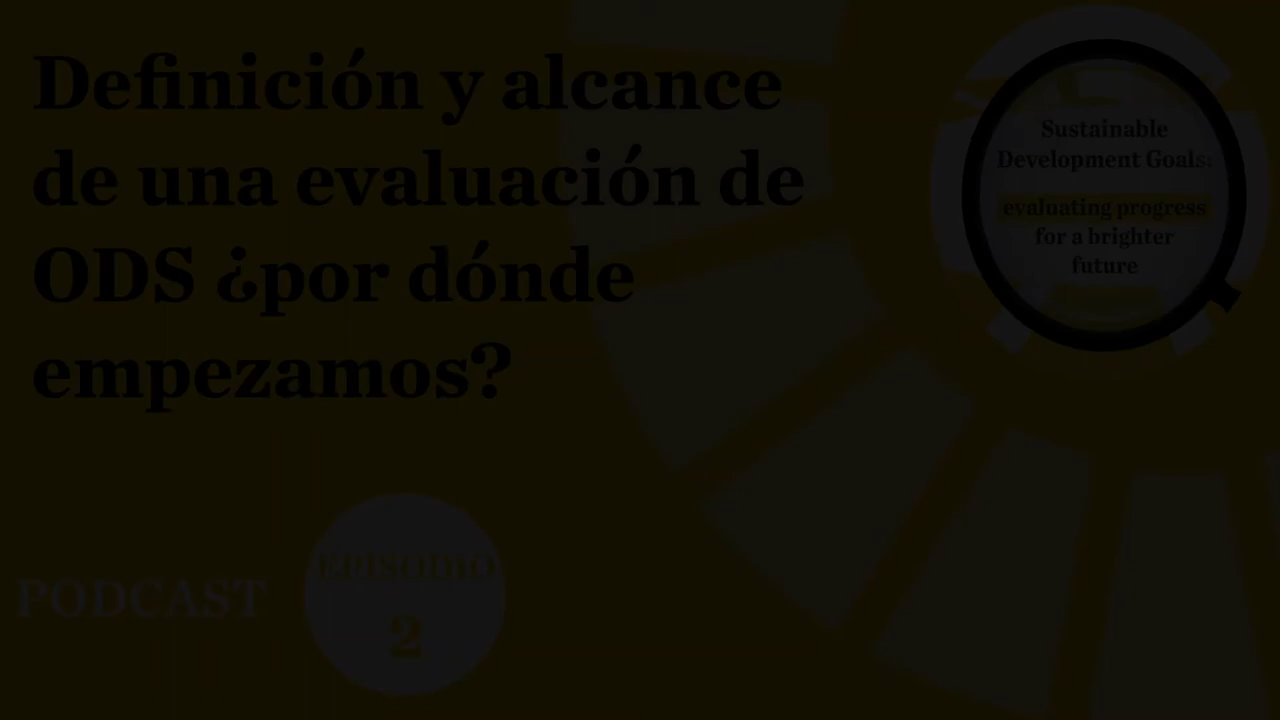 Definición y alcance
de una evaluación de
ODS ¿por dónde
empezamos?
Sustainable
Development Goals:
evaluating progress
for a brighter
future
PODCAST
EPISODIO
2